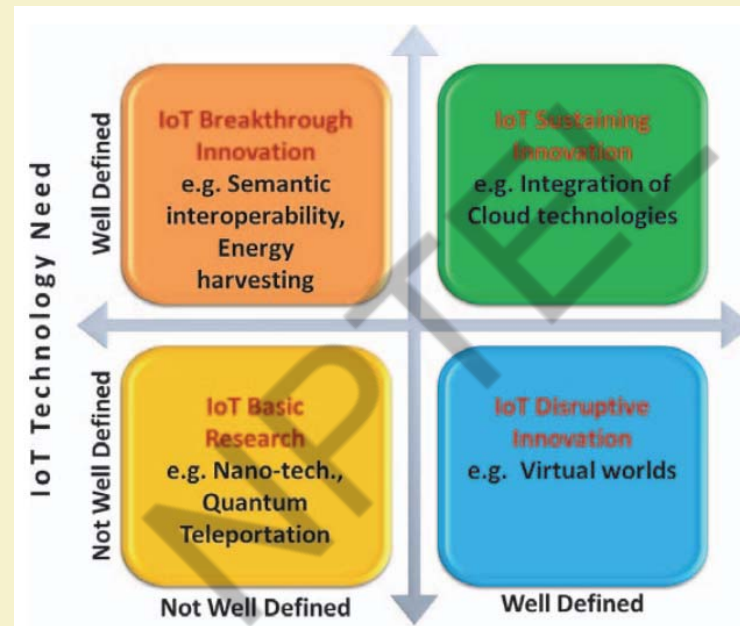 IoT Technology Need
Well Defined
IoT Breakthrough
Innovation
e.g. Semantic
interoperability,
Energy
harvesting
IoT Sustaining
Innovation
e.g. Integration of
Cloud technologies
Not Well Defined
IoT Basic
Research
e.g. Nano-tech.,
Quantum
Teleportation
IoT Disruptive
Innovation
e.g. Virtual worlds
Not Well Defined
Well Defined
NPTEL